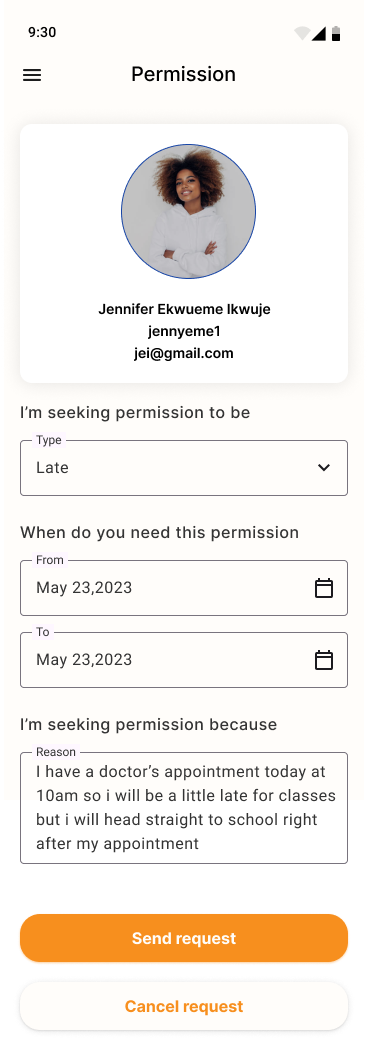 9:30
Permission
Jennifer Ekwueme Ikwuje
jennyeme1
jei@gmail.com
I’m seeking permission to be
Type
Late
When do you need this permission
From
May 23,2023
To
May 23,2023
I’m seeking permission because
Reason
I have a doctor’s appointment today at
10am so i will be a little late for classes
but i will head straight to school right
after my appointment
Send request
Cancel request